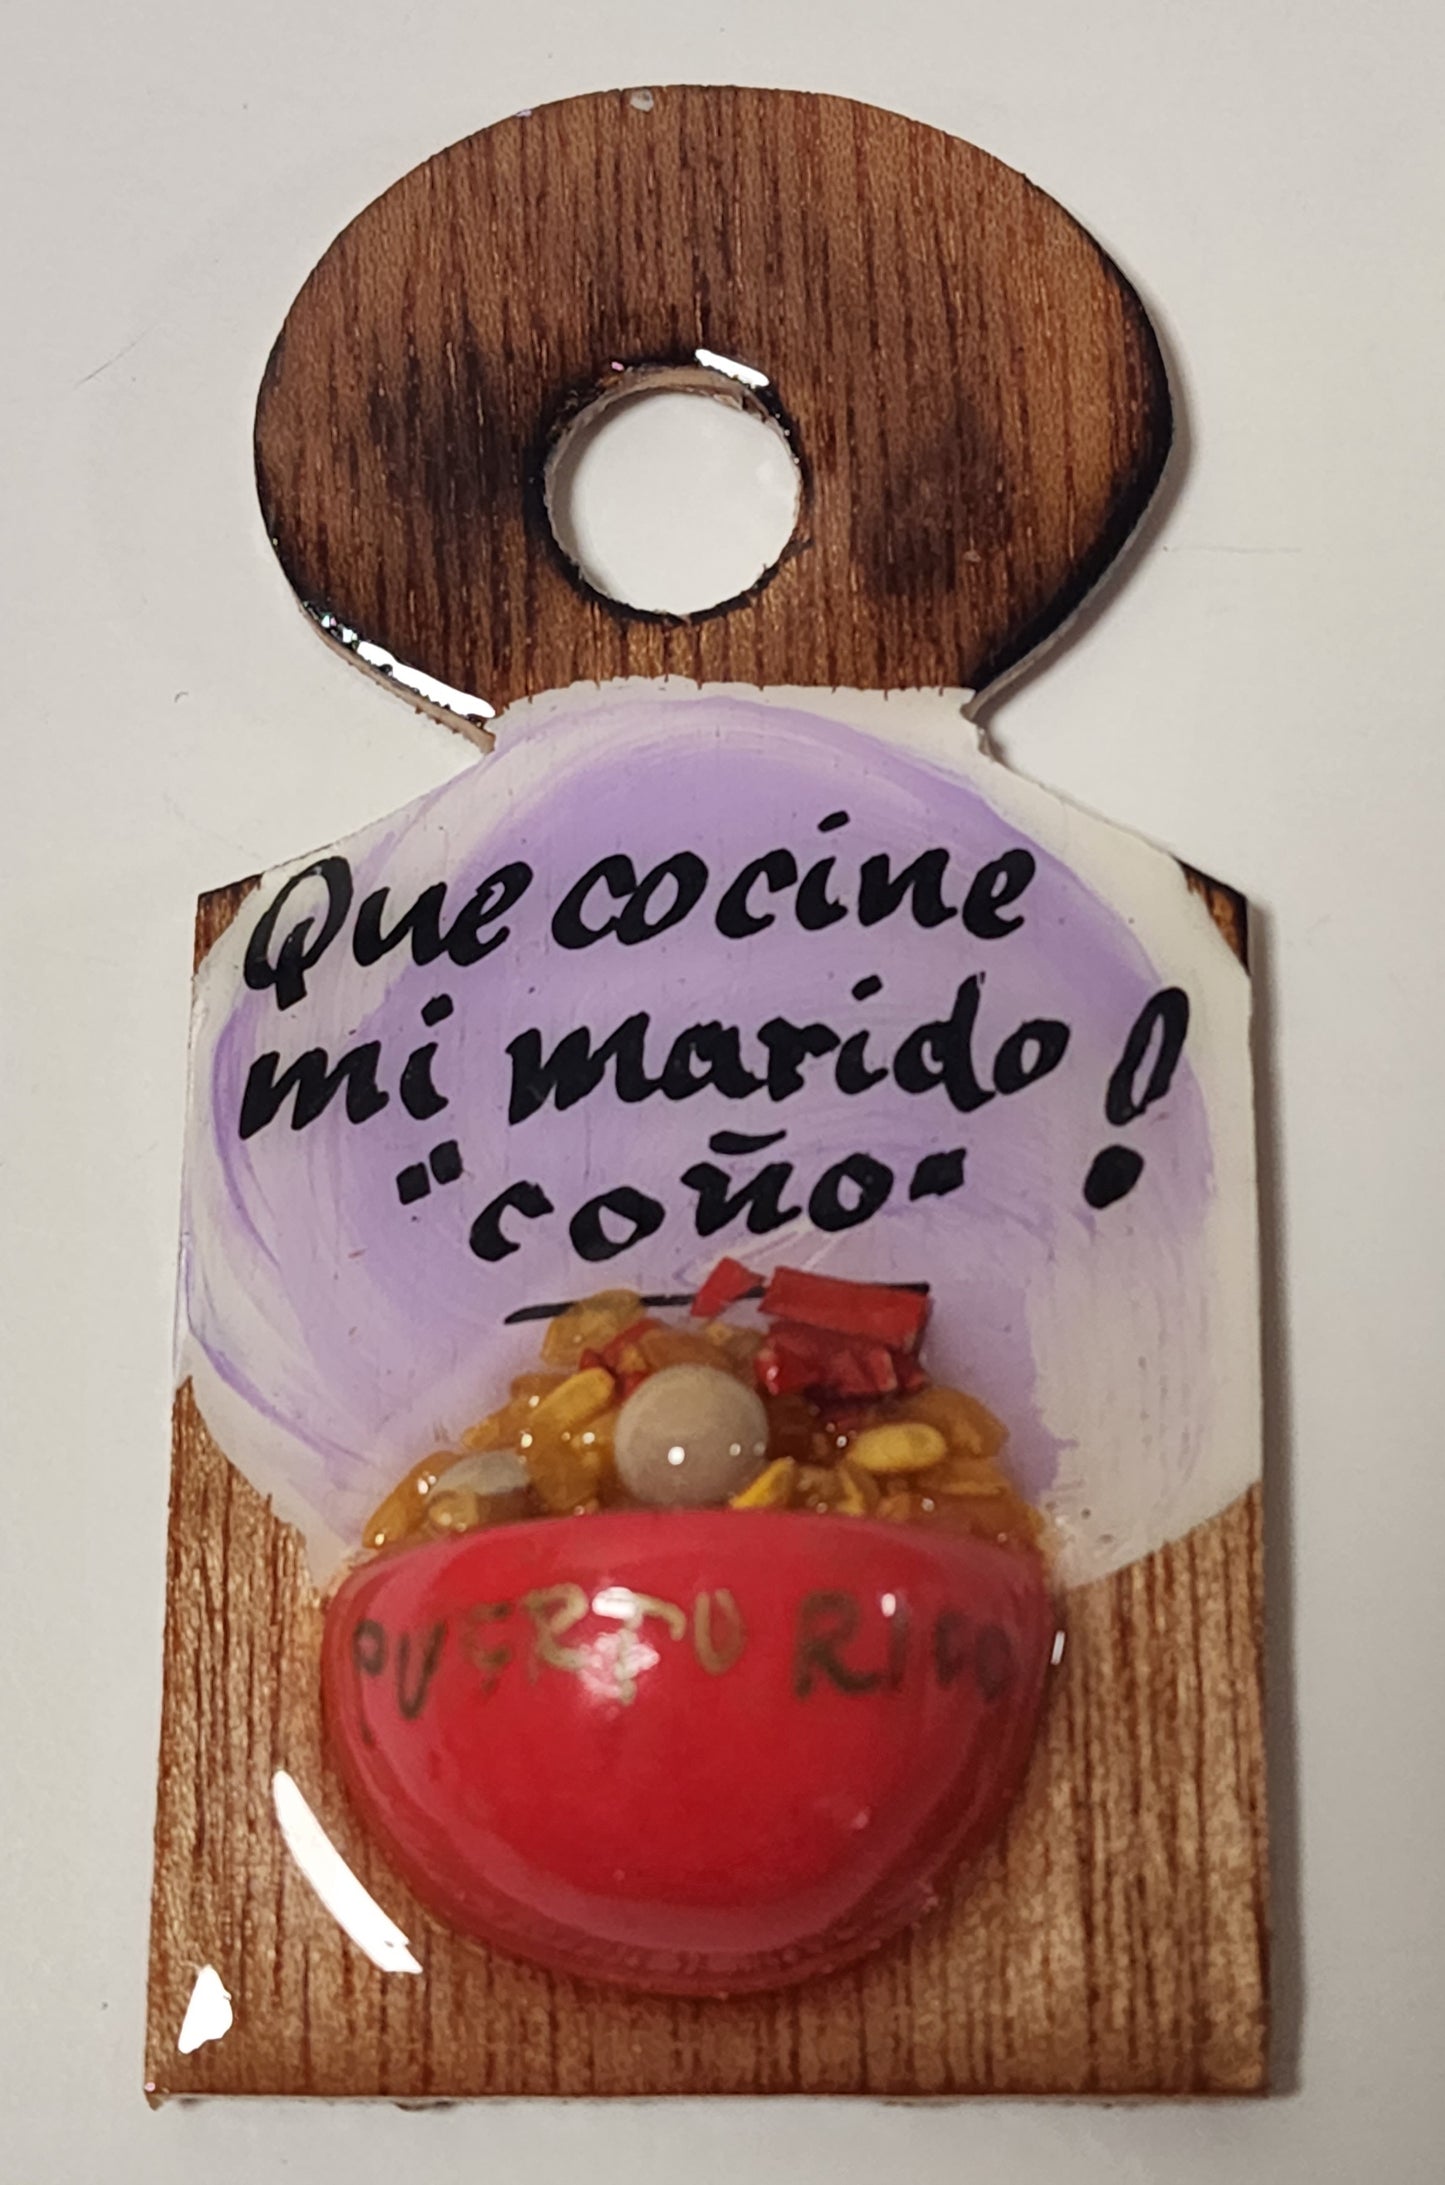 Que cocine
mi marido !
"coño"
PUERTO RICO